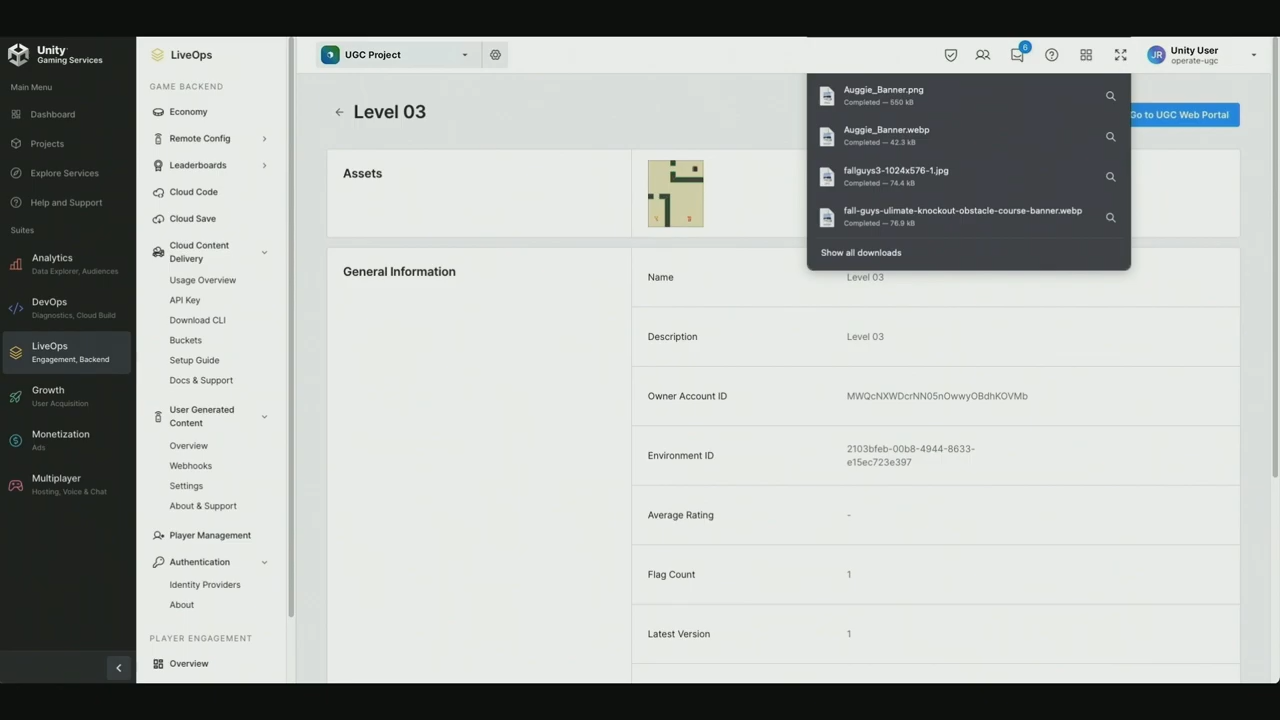 Unity
Gaming Services
Main Menu
Dashboard
Projects
Explore Services
Help and Support
Suites
Analytics
Data Explorer, Audiences
DevOps
Diagnostics, Cloud Build
LiveOps
Engagement, Backend
Growth
User Acquisition
Monetization
Ads
Multiplayer
Hosting, Voice & Chat
LiveOps
GAME BACKEND
Economy
Remote Config
Leaderboards
Cloud Code
Cloud Save
Cloud Content
Delivery
Usage Overview
API Key
Download CLI
Buckets
Setup Guide
Docs & Support
User Generated
Content
Overview
Webhooks
Settings
About & Support
Player Management
Authentication
Identity Providers
About
PLAYER ENGAGEMENT
Overview
UGC Project
6
JR
Unity User
operate-ugc
Level 03
Go to UGC Web Portal
Auggie_Banner.png
Completed — 550 kB
Auggie_Banner.webp
Completed — 42.3 kB
fallguys3-1024x576-1.jpg
Completed — 74.4 kB
fall-guys-ulimate-knockout-obstacle-course-banner.webp
Completed — 76.9 kB
Show all downloads
Assets
General Information
Name
Level 03
Description
Level 03
Owner Account ID
MWQcNXWDcrNN05nOwwyOBdhKOVMb
Environment ID
2103bfeb-00b8-4944-8633-
e15ec723e397
Average Rating
-
Flag Count
1
Latest Version
1